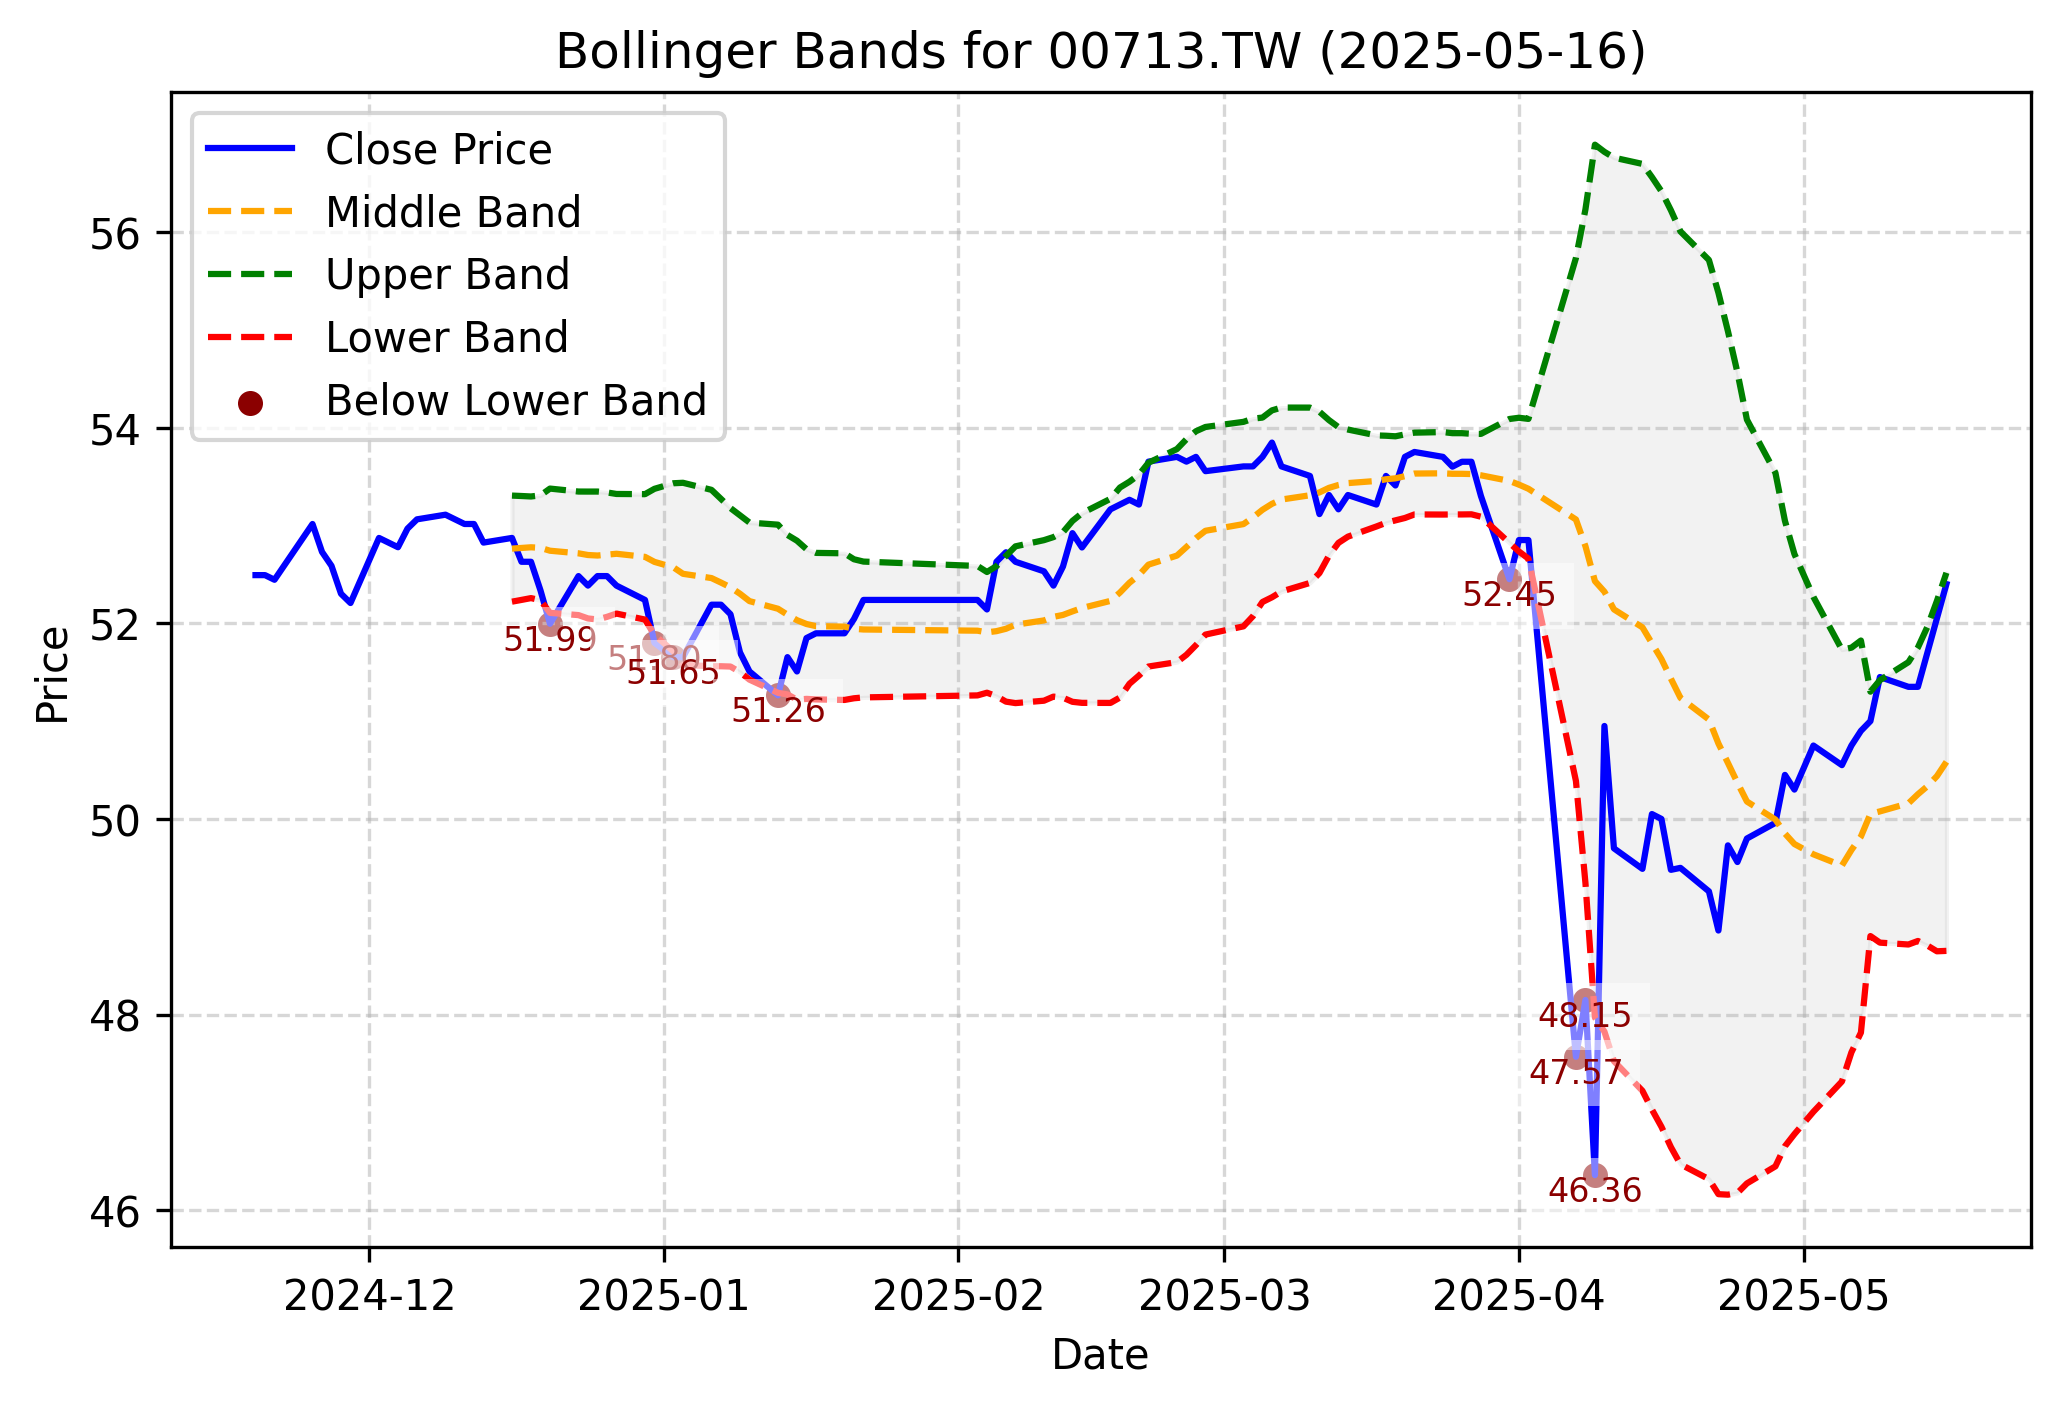 Bollinger Bands for 00713.TW (2025-05-16)
Close Price
Middle Band
Upper Band
Lower Band
Below Lower Band
Price
56
54
52
50
48
46
51.99
51.80
51.65
51.26
52.45
48.15
47.57
46.36
2024-12
2025-01
2025-02
2025-03
2025-04
2025-05
Date